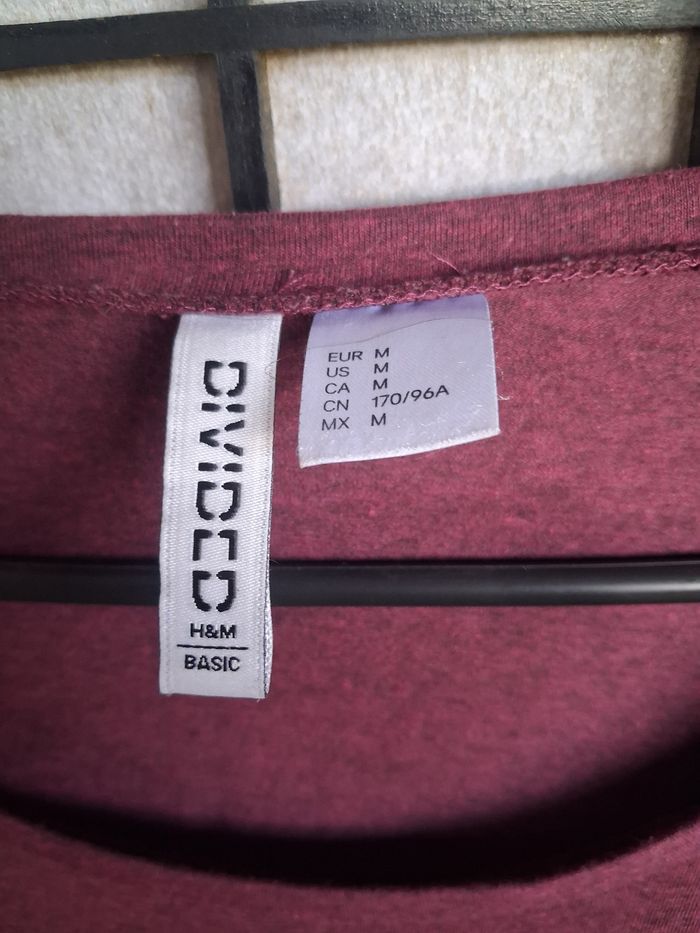 DIVIDED
H&M
BASIC
EUR M
US M
CA M
CN 170/96A
MX M